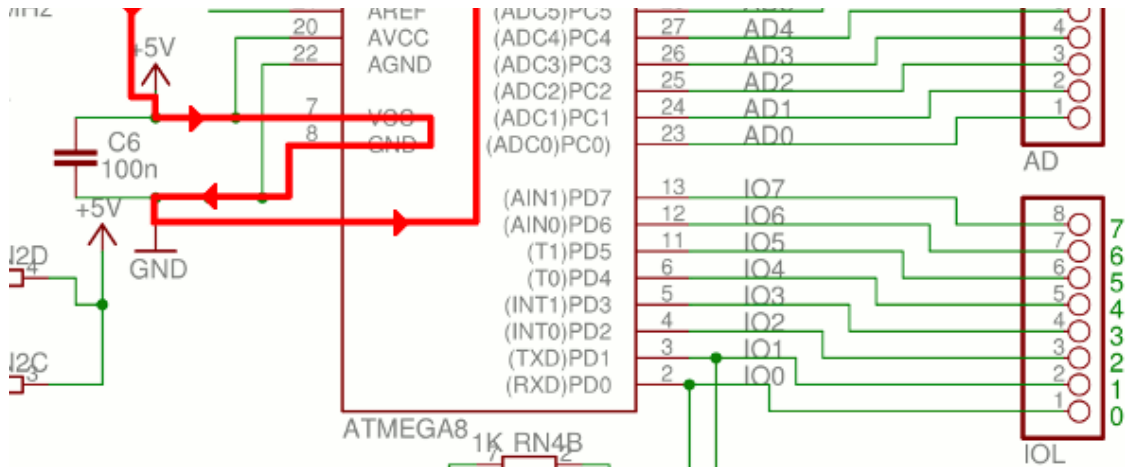 AREF
(ADC5)PC5
20
AVCC
(ADC4)PC4
27
AD4
4
+5V
22
AGND
(ADC3)PC3
26
AD3
3
(ADC2)PC2
25
AD2
2
7
VCC
(ADC1)PC1
24
AD1
1
8
GND
(ADC0)PC0)
23
AD0
C6
100n
AD
(AIN1)PD7
13
IO7
+5V
(AIN0)PD6
12
IO6
8
7
(T1)PD5
11
IO5
7
6
GND
N2D
4
(T0)PD4
6
IO4
6
5
(INT1)PD3
5
IO3
5
4
(INT0)PD2
4
IO2
4
3
(TXD)PD1
3
IO1
3
2
N2C
3
(RXD)PD0
2
IO0
2
1
1
0
ATMEGA8
1K RN4B
7
2
IOL